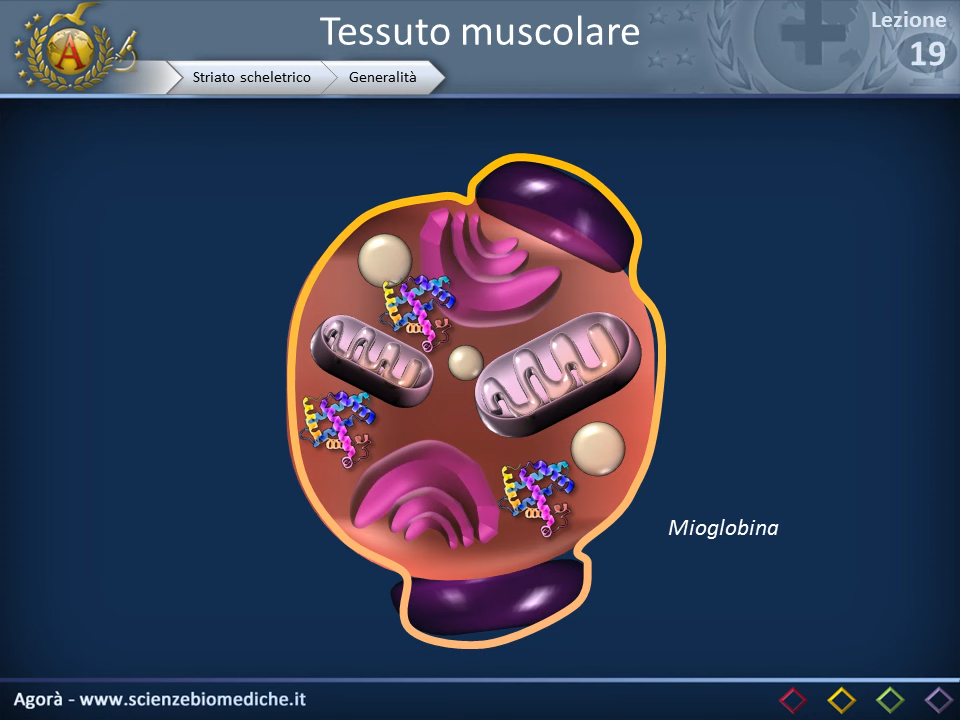 Tessuto muscolare
Lezione
19
Striato scheletrico
Generalità
A
Mioglobina
Agorà - www.scienzebiomediche.it